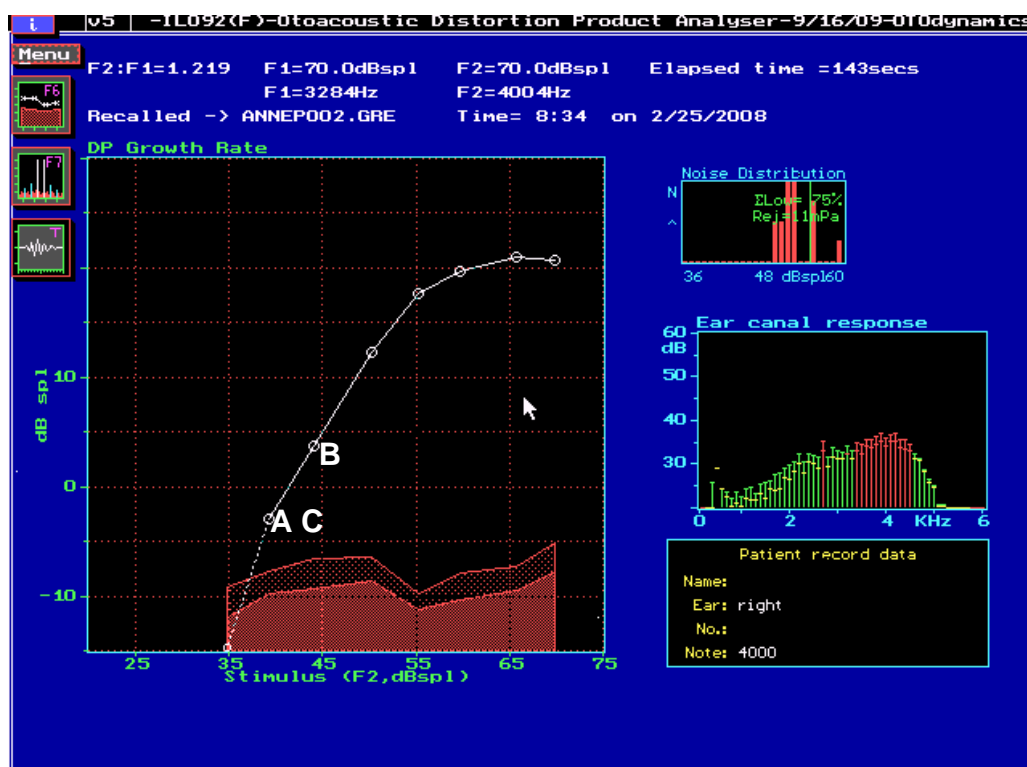 i v5 -ILO92(F)-Otoacoustic Distortion Product Analyser-9/16/09-OTOdynamics
Menu
F2:F1=1.219 F1=70.0dBspl F2=70.0dBspl Elapsed time =143secs
F1=3284Hz F2=4004Hz
Recalled -> ANNEP002.GRE Time= 8:34 on 2/25/2008
F6
F7
T
DP Growth Rate
dB spl
10
0
-10
A C
B
25 35 45 55 65 75
Stimulus (F2,dBspl)
Noise Distribution
N
^
ΣLow= 75%
Rej=11mPa
36 48 dBspl60
Ear canal response
60
dB
50
40
30
0 2 4 KHz 6
Patient record data
Name:
Ear: right
No.:
Note: 4000